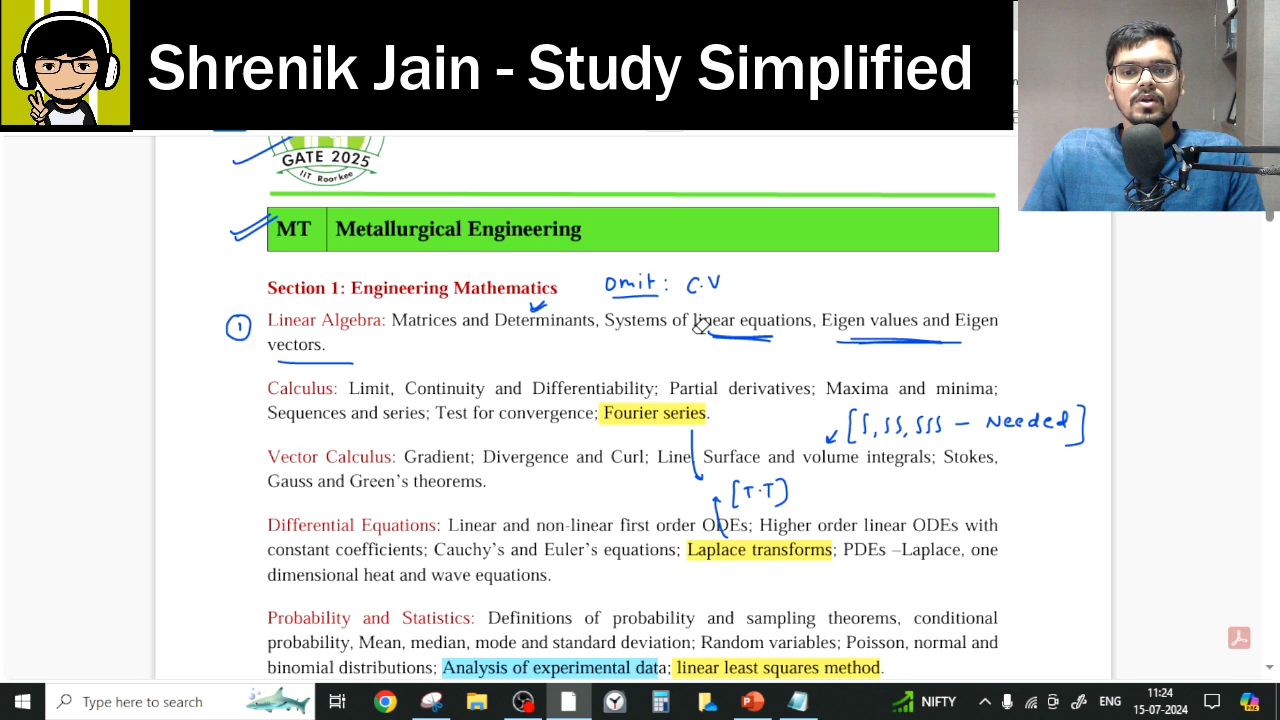 Shrenik Jain - Study Simplified
GATE 2025
IIT Roorkee
MT Metallurgical Engineering
Section 1: Engineering Mathematics
Omit: C.V
1 Linear Algebra: Matrices and Determinants, Systems of linear equations, Eigen values and Eigen
vectors.
Calculus: Limit, Continuity and Differentiability; Partial derivatives; Maxima and minima;
Sequences and series; Test for convergence; Fourier series.
[∫, ∫∫, ∫∫∫ - Needed]
Vector Calculus: Gradient; Divergence and Curl; Line, Surface and volume integrals; Stokes,
Gauss and Green's theorems.
[T.T]
Differential Equations: Linear and non-linear first order ODEs; Higher order linear ODEs with
constant coefficients; Cauchy's and Euler's equations; Laplace transforms; PDEs –Laplace, one
dimensional heat and wave equations.
Probability and Statistics: Definitions of probability and sampling theorems, conditional
probability, Mean, median, mode and standard deviation; Random variables; Poisson, normal and
binomial distributions; Analysis of experimental data; linear least squares method.
Type here to search
NIFTY
ENG
11:24
15-07-2024